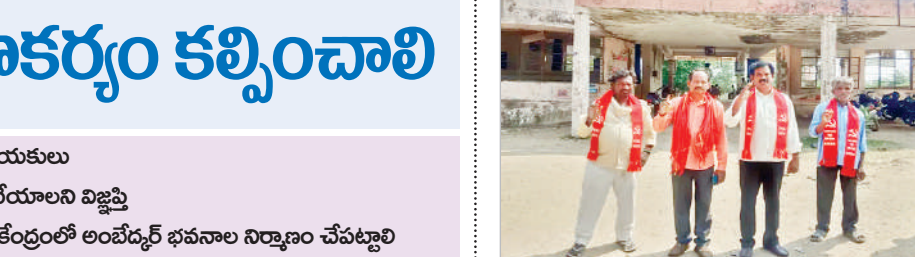 కర్యం కల్పించాలి
యకులు
చేయాలని విజ్ఞప్తి
కేంద్రంలో అంబేద్కర్ భవనాల నిర్మాణం చేపట్టాలి